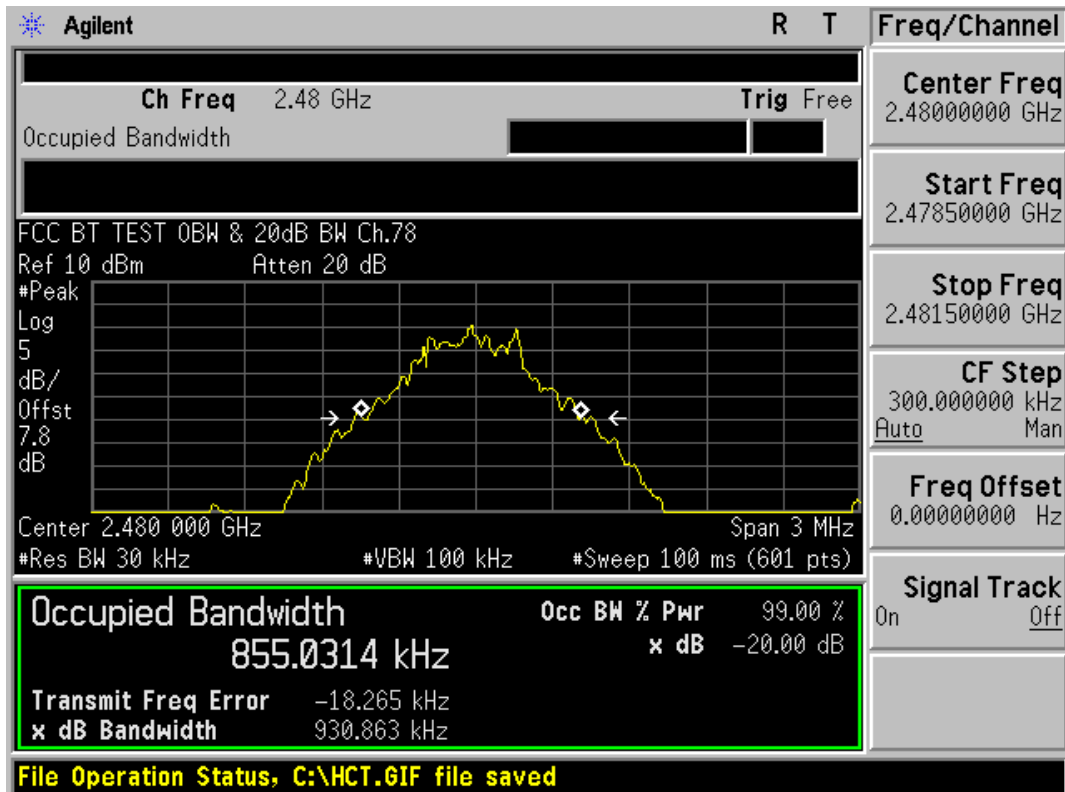 Agilent R T
Freq/Channel
Ch Freq 2.48 GHz Trig Free
Occupied Bandwidth
Center Freq
2.48000000 GHz
Start Freq
2.47850000 GHz
Stop Freq
2.48150000 GHz
CF Step
300.000000 kHz
Auto Man
Freq Offset
0.00000000 Hz
Signal Track
On Off
FCC BT TEST OBW & 20dB BW Ch.78
Ref 10 dBm Atten 20 dB
#Peak
Log
5
dB/
Offst
7.8
dB
Center 2.480 000 GHz Span 3 MHz
#Res BW 30 kHz #VBW 100 kHz #Sweep 100 ms (601 pts)
Occupied Bandwidth Occ BW % Pwr 99.00 %
855.0314 kHz x dB -20.00 dB
Transmit Freq Error -18.265 kHz
x dB Bandwidth 930.863 kHz
File Operation Status, C:\HCT.GIF file saved